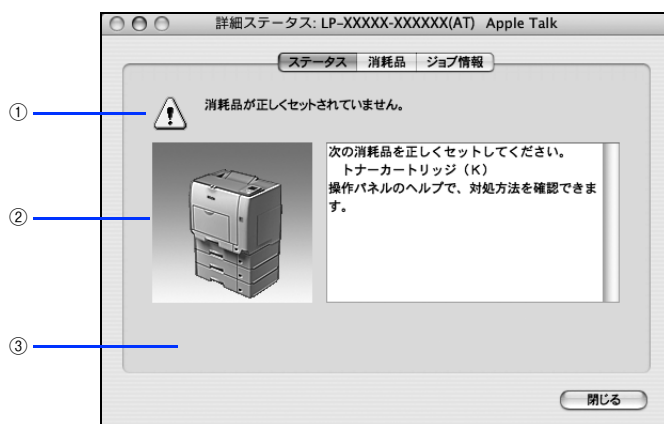 詳細ステータス: LP-XXXXX-XXXXXX(AT) Apple Talk
ステータス 消耗品 ジョブ情報
① 消耗品が正しくセットされていません。
②
次の消耗品を正しくセットしてください。
トナーカートリッジ（K）
操作パネルのヘルプで、対処方法を確認できま
す。
③
閉じる